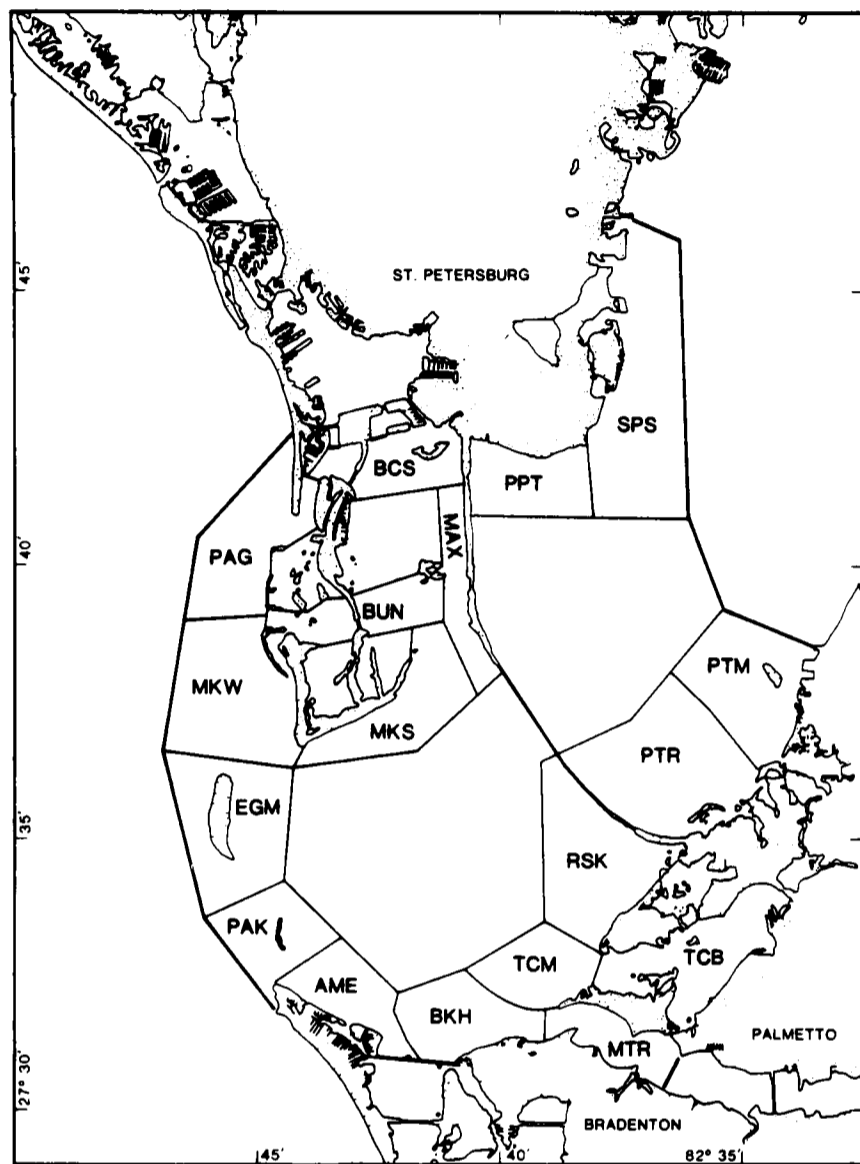 45'
ST. PETERSBURG
SPS
BCS
PPT
MAX
40'
PAG
BUN
PTM
MKW
MKS
PTR
EGM
35'
RSK
PAK
TCM
TCB
AME
BKH
MTR
PALMETTO
27° 30'
BRADENTON
45' 40' 82° 35'